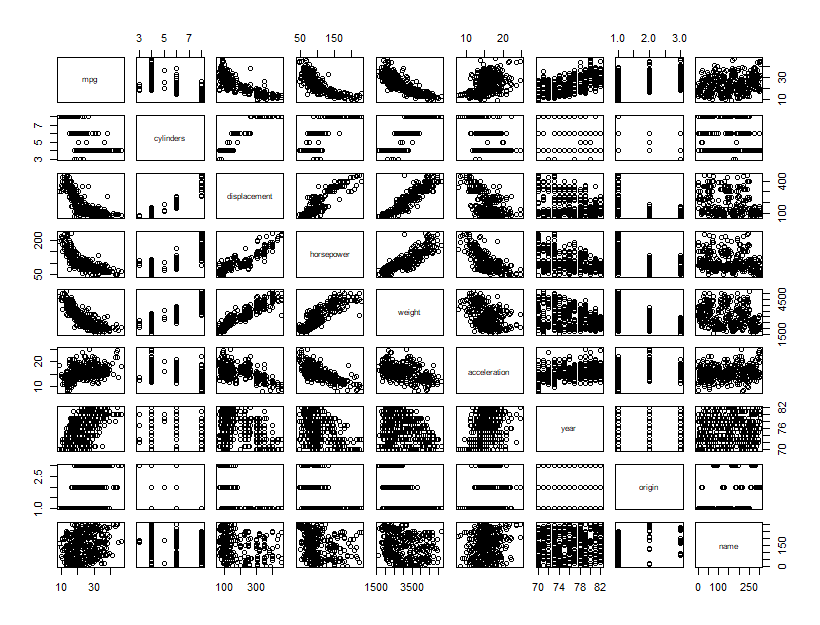 3 5 7 50 150 10 20 1.0 2.0 3.0
mpg 10 30
3 5 7 cylinders
displacement 100 400
50 200 horsepower
weight 1500 4500
10 20 acceleration
year 70 76 82
1.0 2.5 origin
name 0 150
10 30 100 300 1500 3500 70 74 78 82 0 100 250